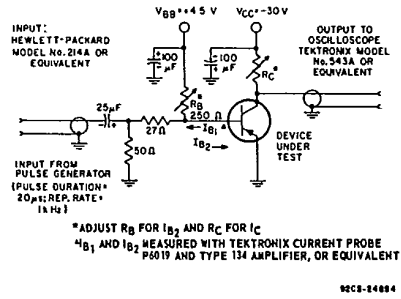 VBB=+4.5 V
VCC=-30V
INPUT:
HEWLETT-PACKARD
MODEL No. 214A OR
EQUIVALENT
OUTPUT TO
OSCILLOSCOPE
TEKTRONIX MODEL
No. 543A OR
EQUIVALENT
100
μF
100
μF
RC*
RB*
25μF
250 Ω
27Ω
IB1
IB2
50Ω
DEVICE
UNDER
TEST
INPUT FROM
PULSE GENERATOR
(PULSE DURATION=
20μs; REP. RATE=
1kHz)
*ADJUST RB FOR IB2 AND RC FOR IC
▲IB1 AND IB2 MEASURED WITH TEKTRONIX CURRENT PROBE
P6019 AND TYPE 134 AMPLIFIER, OR EQUIVALENT
92CS-24694